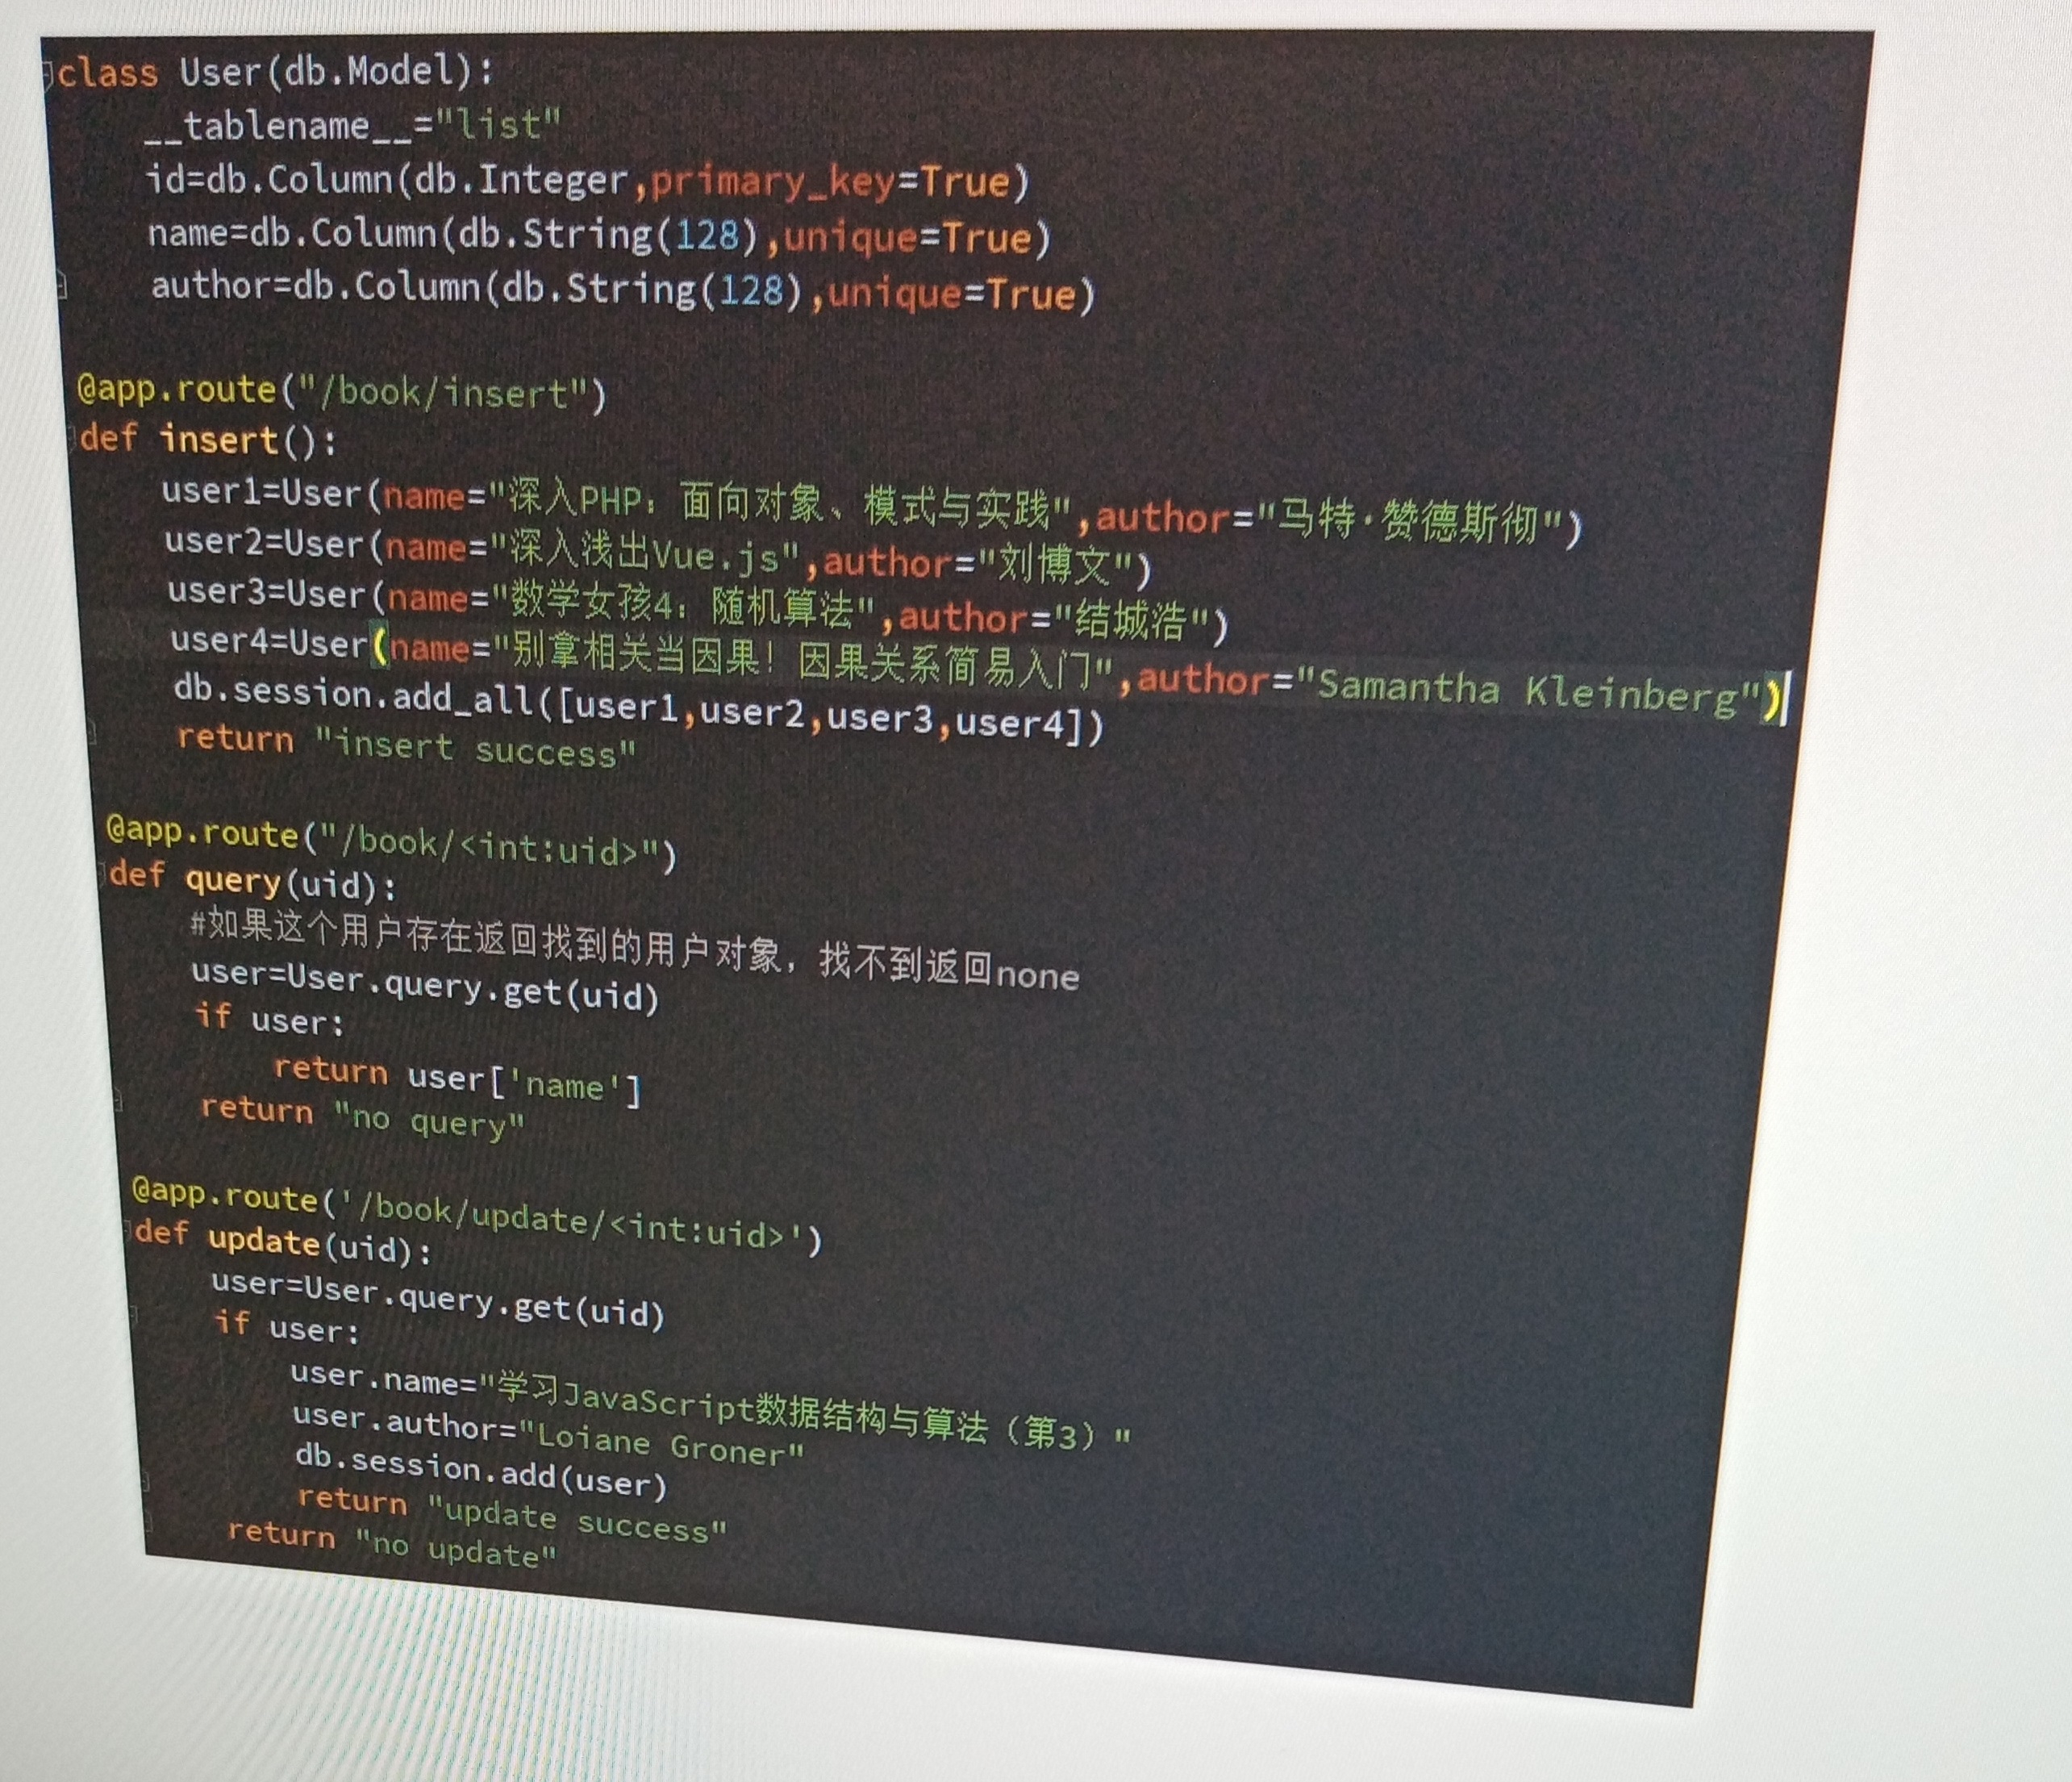 class User(db.Model):
    __tablename__="list"
    id=db.Column(db.Integer,primary_key=True)
    name=db.Column(db.String(128),unique=True)
    author=db.Column(db.String(128),unique=True)
@app.route("/book/insert")
def insert():
    user1=User(name="深入PHP：面向对象、模式与实践",author="马特·赞德斯彻")
    user2=User(name="深入浅出Vue.js",author="刘博文")
    user3=User(name="数学女孩4：随机算法",author="结城浩")
    user4=User(name="别拿相关当因果！因果关系简易入门",author="Samantha Kleinberg")
    db.session.add_all([user1,user2,user3,user4])
    return "insert success"
@app.route("/book/<int:uid>")
def query(uid):
    #如果这个用户存在返回找到的用户对象，找不到返回none
    user=User.query.get(uid)
    if user:
        return user['name']
    return "no query"
@app.route('/book/update/<int:uid>')
def update(uid):
    user=User.query.get(uid)
    if user:
        user.name="学习JavaScript数据结构与算法（第3）"
        user.author="Loiane Groner"
        db.session.add(user)
        return "update success"
    return "no update"